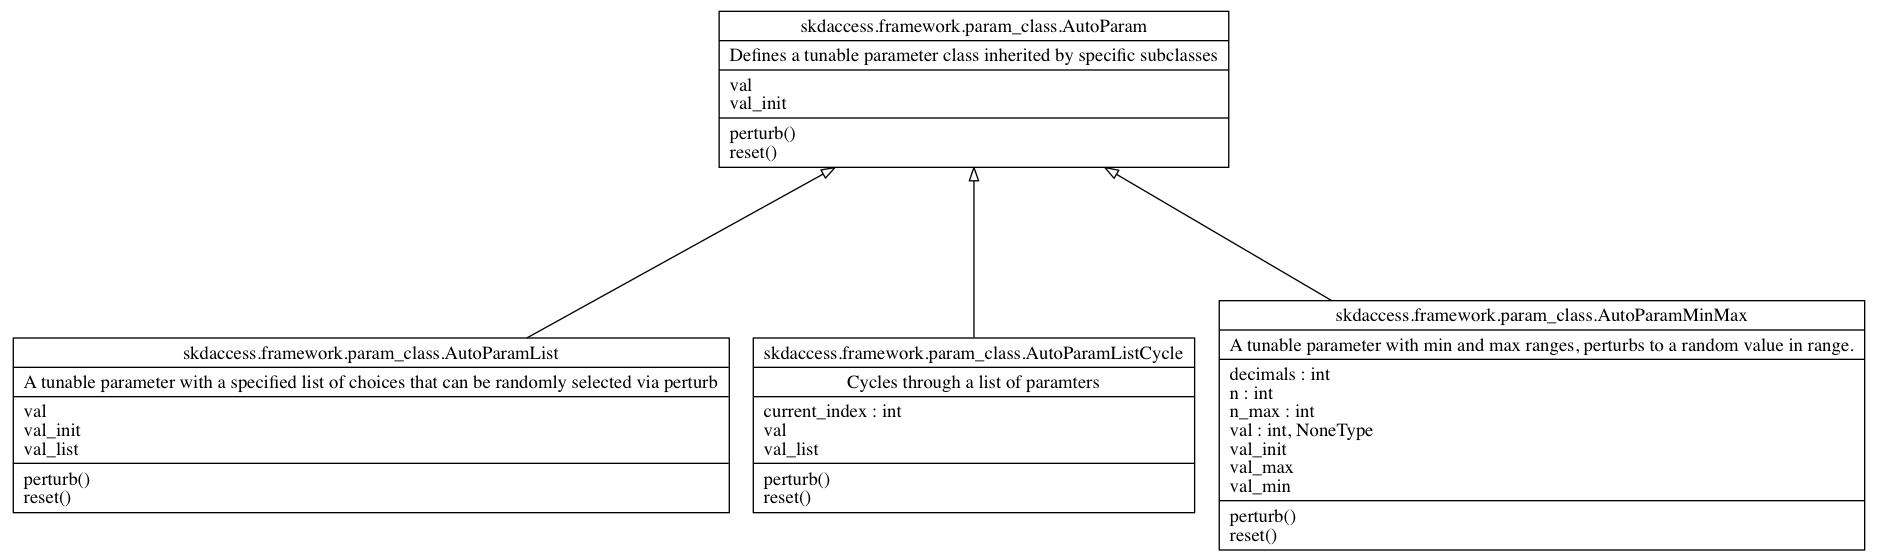 skdaccess.framework.param_class.AutoParam
Defines a tunable parameter class inherited by specific subclasses
val
val_init
perturb()
reset()
skdaccess.framework.param_class.AutoParamList
A tunable parameter with a specified list of choices that can be randomly selected via perturb
val
val_init
val_list
perturb()
reset()
skdaccess.framework.param_class.AutoParamListCycle
Cycles through a list of paramters
current_index : int
val
val_list
perturb()
reset()
skdaccess.framework.param_class.AutoParamMinMax
A tunable parameter with min and max ranges, perturbs to a random value in range.
decimals : int
n : int
n_max : int
val : int, NoneType
val_init
val_max
val_min
perturb()
reset()